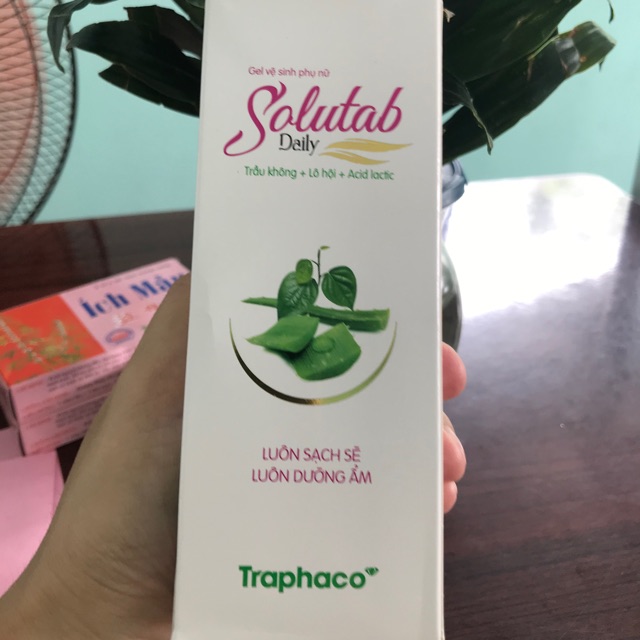 Gel vệ sinh phụ nữ
Solutab
Daily
Trầu không + Lô hội + Acid lactic
LUÔN SẠCH SẼ
LUÔN DƯỠNG ẨM
Traphaco
Ích Mẫu